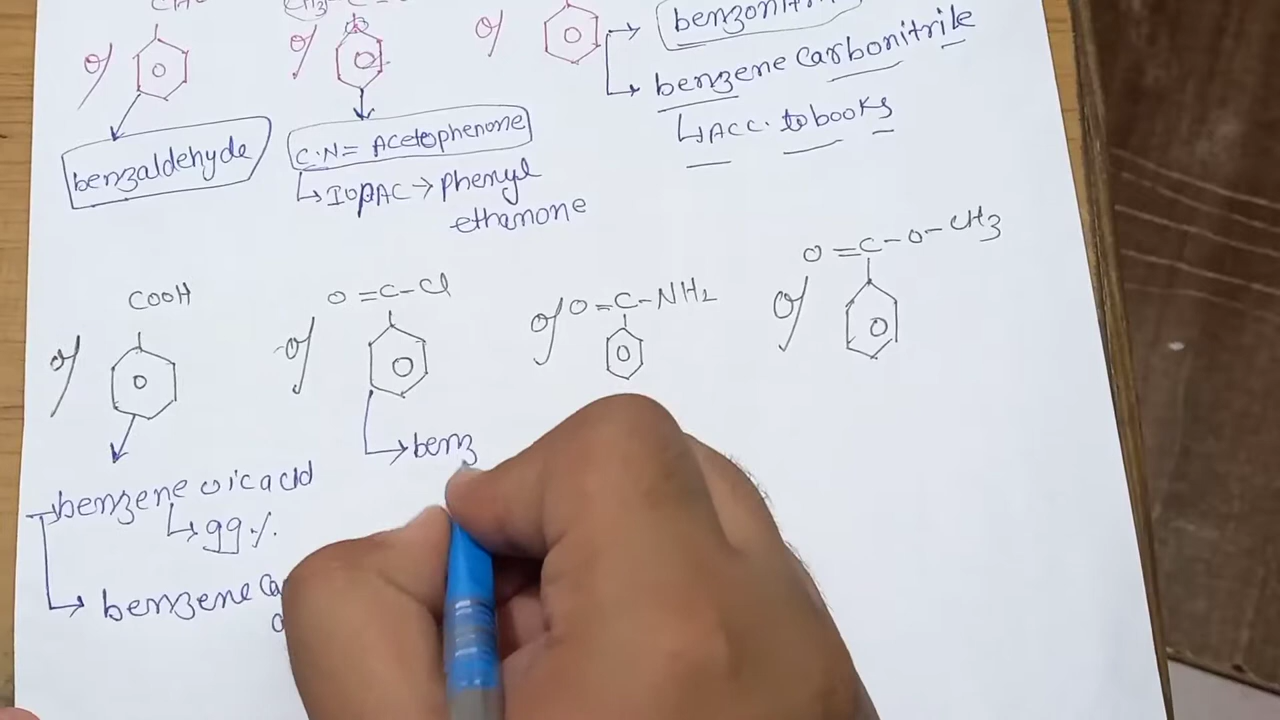 CH3
benzaldehyde
C.N = Acetophenone
IUPAC → phenyl
ethanone
benzene carbonitrile
Acc. to books
COOH
O=C-Cl
O=C-NH2
O=C-O-CH3
benzene oic acid
99%
benzene
benz